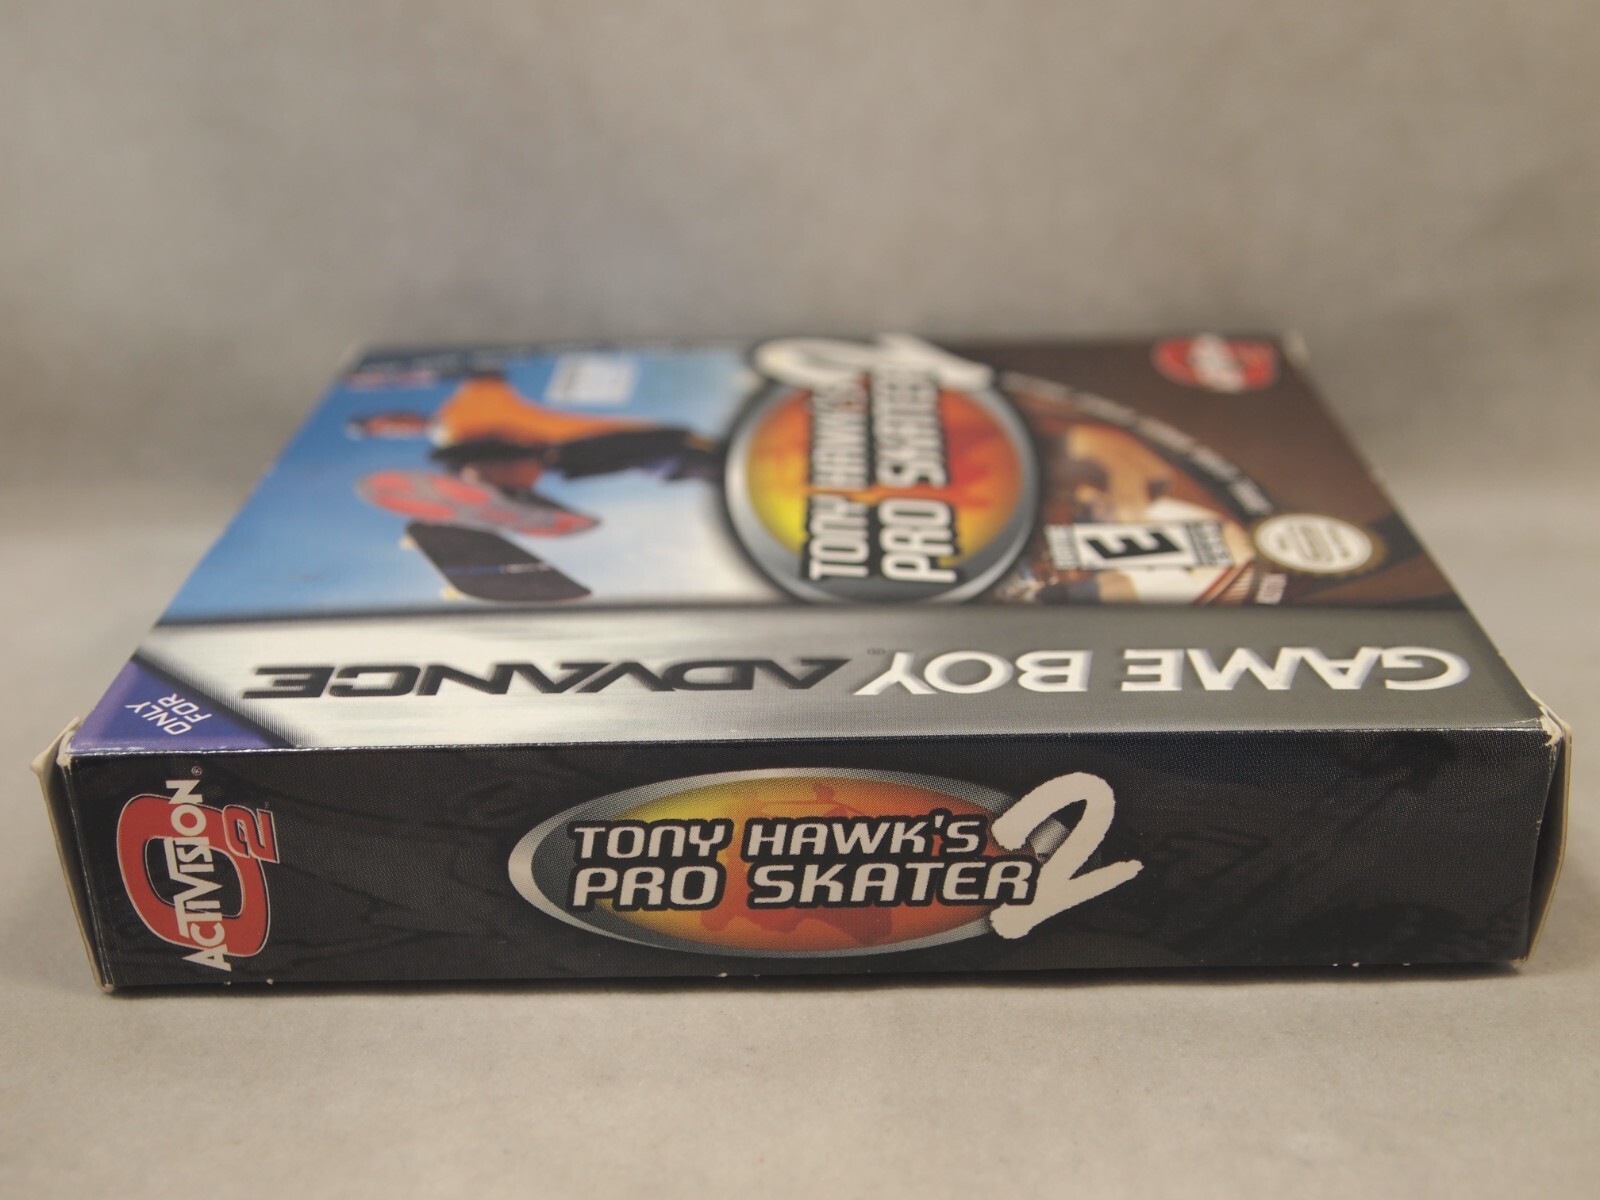 TONY HAWK'S
PRO SKATER 2
E
GAME BOY ADVANCE
ONLY
FOR
ACTIVISION®
O2
TONY HAWK'S
PRO SKATER 2